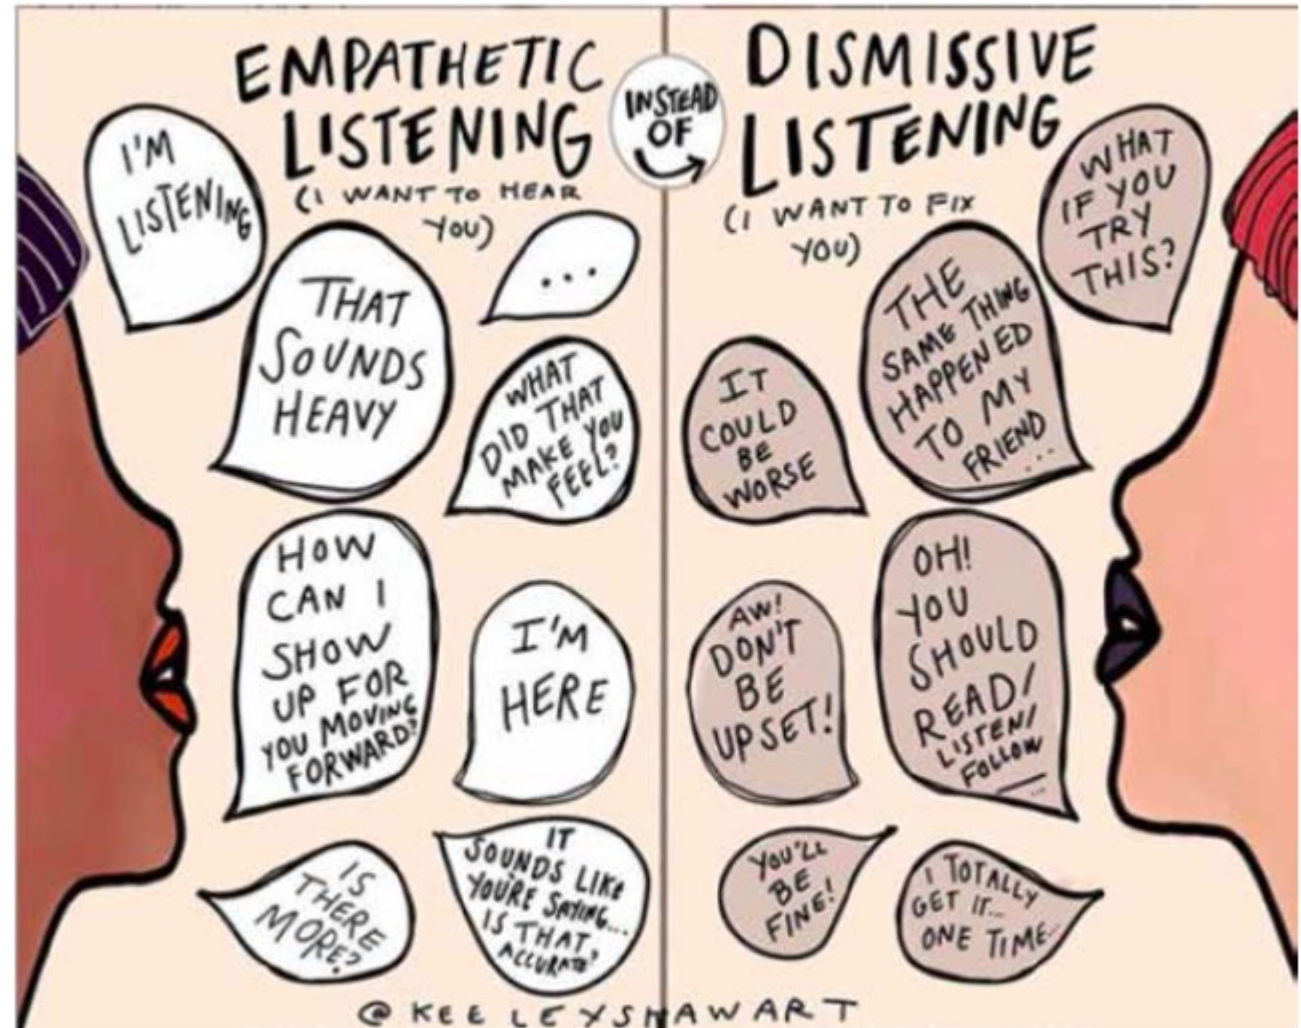 EMPATHETIC
LISTENING
(I WANT TO HEAR
YOU)
INSTEAD
OF
DISMISSIVE
LISTENING
(I WANT TO FIX
YOU)
I'M
LISTENING
THAT
SOUNDS
HEAVY
...
WHAT
DID THAT
MAKE YOU
FEEL?
HOW
CAN I
SHOW
UP FOR
YOU MOVING
FORWARD?
I'M
HERE
IS
THERE
MORE?
IT
SOUNDS LIKE
YOU'RE SAYING...
IS THAT
ACCURATE?
WHAT
IF YOU
TRY
THIS?
THE
SAME THING
HAPPENED
TO MY
FRIEND
...
IT
COULD
BE
WORSE
AW!
DON'T
BE
UPSET!
OH!
YOU
SHOULD
READ/
LISTEN/
FOLLOW
___...
YOU'LL
BE
FINE!
I TOTALLY
GET IT...
ONE TIME..
@KEELEYSHAWART